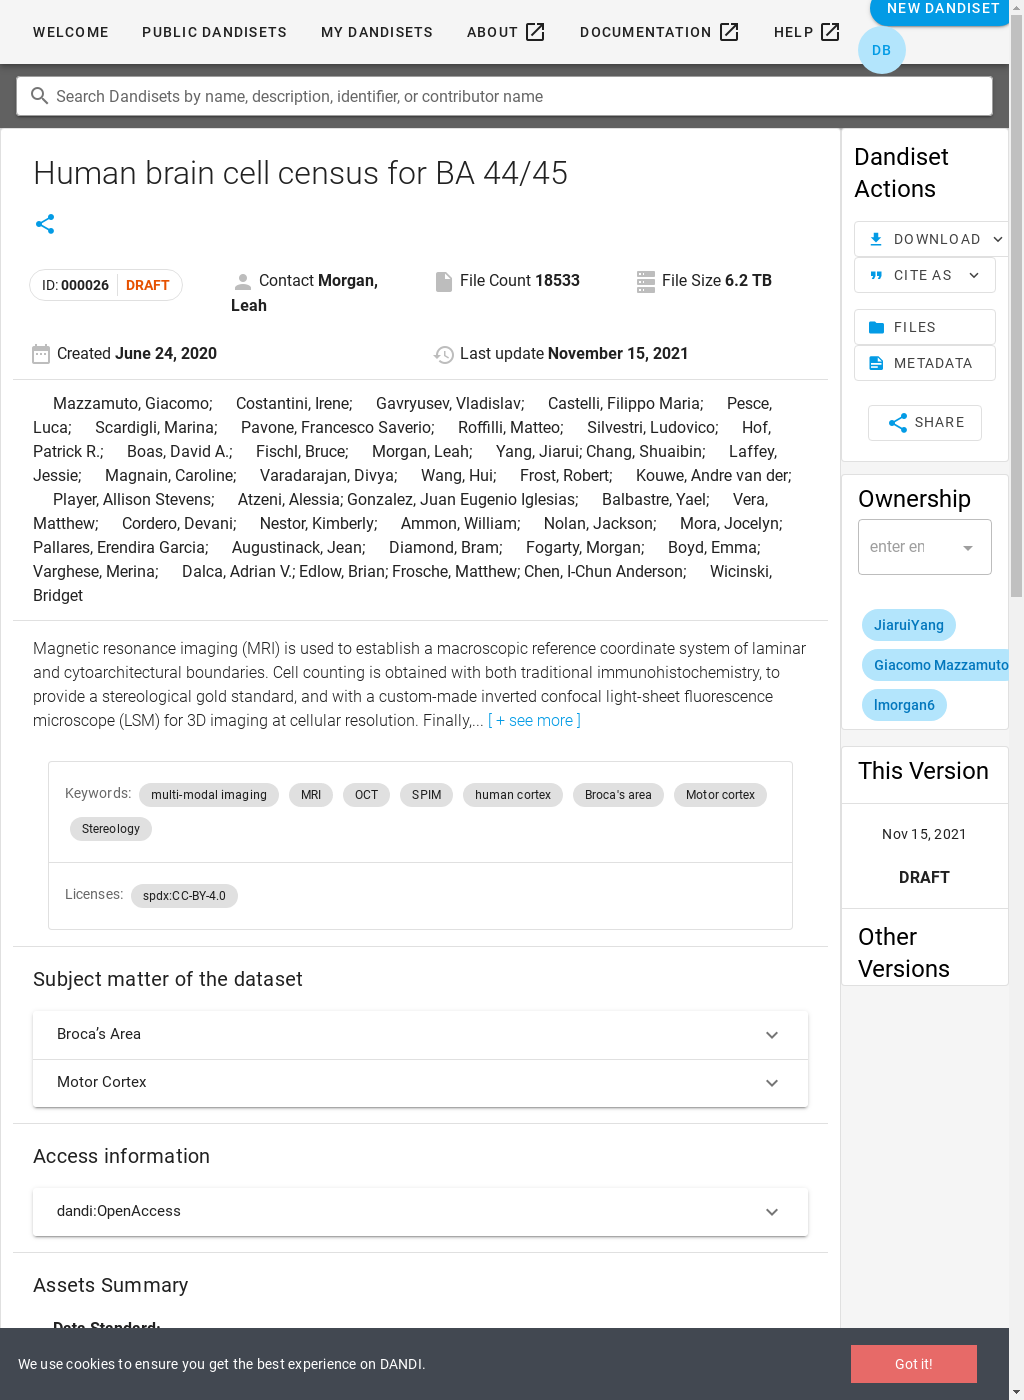 WELCOME PUBLIC DANDISETS MY DANDISETS ABOUT DOCUMENTATION HELP NEW DANDISET
DB
Search Dandisets by name, description, identifier, or contributor name
Human brain cell census for BA 44/45
ID: 000026 DRAFT
Contact Morgan, Leah
File Count 18533
File Size 6.2 TB
Created June 24, 2020
Last update November 15, 2021
Mazzamuto, Giacomo; Costantini, Irene; Gavryusev, Vladislav; Castelli, Filippo Maria; Pesce,
Luca; Scardigli, Marina; Pavone, Francesco Saverio; Roffilli, Matteo; Silvestri, Ludovico; Hof,
Patrick R.; Boas, David A.; Fischl, Bruce; Morgan, Leah; Yang, Jiarui; Chang, Shuaibin; Laffey,
Jessie; Magnain, Caroline; Varadarajan, Divya; Wang, Hui; Frost, Robert; Kouwe, Andre van der;
Player, Allison Stevens; Atzeni, Alessia; Gonzalez, Juan Eugenio Iglesias; Balbastre, Yael; Vera,
Matthew; Cordero, Devani; Nestor, Kimberly; Ammon, William; Nolan, Jackson; Mora, Jocelyn;
Pallares, Erendira Garcia; Augustinack, Jean; Diamond, Bram; Fogarty, Morgan; Boyd, Emma;
Varghese, Merina; Dalca, Adrian V.; Edlow, Brian; Frosche, Matthew; Chen, I-Chun Anderson; Wicinski,
Bridget
Magnetic resonance imaging (MRI) is used to establish a macroscopic reference coordinate system of laminar
and cytoarchitectural boundaries. Cell counting is obtained with both traditional immunohistochemistry, to
provide a stereological gold standard, and with a custom-made inverted confocal light-sheet fluorescence
microscope (LSM) for 3D imaging at cellular resolution. Finally,... [ + see more ]
Keywords: multi-modal imaging MRI OCT SPIM human cortex Broca's area Motor cortex
Stereology
Licenses: spdx:CC-BY-4.0
Subject matter of the dataset
Broca’s Area
Motor Cortex
Access information
dandi:OpenAccess
Assets Summary
Data Standard:
Dandiset
Actions
DOWNLOAD
CITE AS
FILES
METADATA
SHARE
Ownership
enter en
JiaruiYang
Giacomo Mazzamuto
lmorgan6
This Version
Nov 15, 2021
DRAFT
Other
Versions
We use cookies to ensure you get the best experience on DANDI.
Got it!